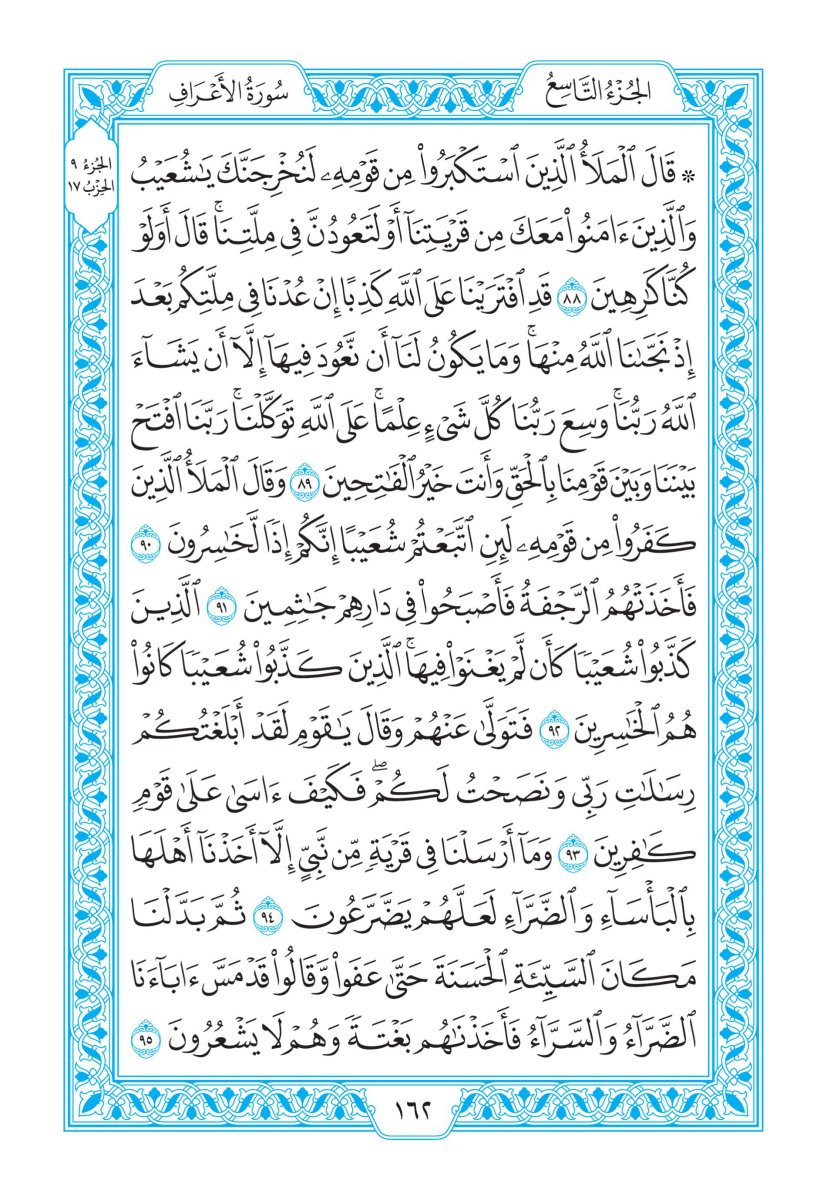 الجُزْءُ التَّاسِعُ
سُورَةُ الأَعْرَافِ
الجُزءُ ٩
الحِزْبُ ١٧
۞ قَالَ ٱلْمَلَأُ ٱلَّذِينَ ٱسْتَكْبَرُوا۟ مِن قَوْمِهِۦ لَنُخْرِجَنَّكَ يَـٰشُعَيْبُ
وَٱلَّذِينَ ءَامَنُوا۟ مَعَكَ مِن قَرْيَتِنَآ أَوْ لَتَعُودُنَّ فِى مِلَّتِنَا ۚ قَالَ أَوَلَوْ
كُنَّا كَـٰرِهِينَ ٨٨ قَدِ ٱفْتَرَيْنَا عَلَى ٱللَّهِ كَذِبًا إِنْ عُدْنَا فِى مِلَّتِكُم بَعْدَ
إِذْ نَجَّىٰنَا ٱللَّهُ مِنْهَا ۚ وَمَا يَكُونُ لَنَآ أَن نَّعُودَ فِيهَآ إِلَّآ أَن يَشَآءَ
ٱللَّهُ رَبُّنَا ۚ وَسِعَ رَبُّنَا كُلَّ شَىْءٍ عِلْمًا ۚ عَلَى ٱللَّهِ تَوَكَّلْنَا ۚ رَبَّنَا ٱفْتَحْ
بَيْنَنَا وَبَيْنَ قَوْمِنَا بِٱلْحَقِّ وَأَنتَ خَيْرُ ٱلْفَـٰتِحِينَ ٨٩ وَقَالَ ٱلْمَلَأُ ٱلَّذِينَ
كَفَرُوا۟ مِن قَوْمِهِۦ لَئِنِ ٱتَّبَعْتُمْ شُعَيْبًا إِنَّكُمْ إِذًا لَّخَـٰسِرُونَ ٩٠
فَأَخَذَتْهُمُ ٱلرَّجْفَةُ فَأَصْبَحُوا۟ فِى دَارِهِمْ جَـٰثِمِينَ ٩١ ٱلَّذِينَ
كَذَّبُوا۟ شُعَيْبًا كَأَن لَّمْ يَغْنَوْا۟ فِيهَا ۚ ٱلَّذِينَ كَذَّبُوا۟ شُعَيْبًا كَانُوا۟
هُمُ ٱلْخَـٰسِرِينَ ٩٢ فَتَوَلَّىٰ عَنْهُمْ وَقَالَ يَـٰقَوْمِ لَقَدْ أَبْلَغْتُكُمْ
رِسَـٰلَـٰتِ رَبِّى وَنَصَحْتُ لَكُمْ ۖ فَكَيْفَ ءَاسَىٰ عَلَىٰ قَوْمٍ
كَـٰفِرِينَ ٩٣ وَمَآ أَرْسَلْنَا فِى قَرْيَةٍ مِّن نَّبِىٍّ إِلَّآ أَخَذْنَآ أَهْلَهَا
بِٱلْبَأْسَآءِ وَٱلضَّرَّآءِ لَعَلَّهُمْ يَضَّرَّعُونَ ٩٤ ثُمَّ بَدَّلْنَا
مَكَانَ ٱلسَّيِّئَةِ ٱلْحَسَنَةَ حَتَّىٰ عَفَوا۟ وَّقَالُوا۟ قَدْ مَسَّ ءَابَآءَنَا
ٱلضَّرَّآءُ وَٱلسَّرَّآءُ فَأَخَذْنَـٰهُم بَغْتَةً وَهُمْ لَا يَشْعُرُونَ ٩٥
١٦٢